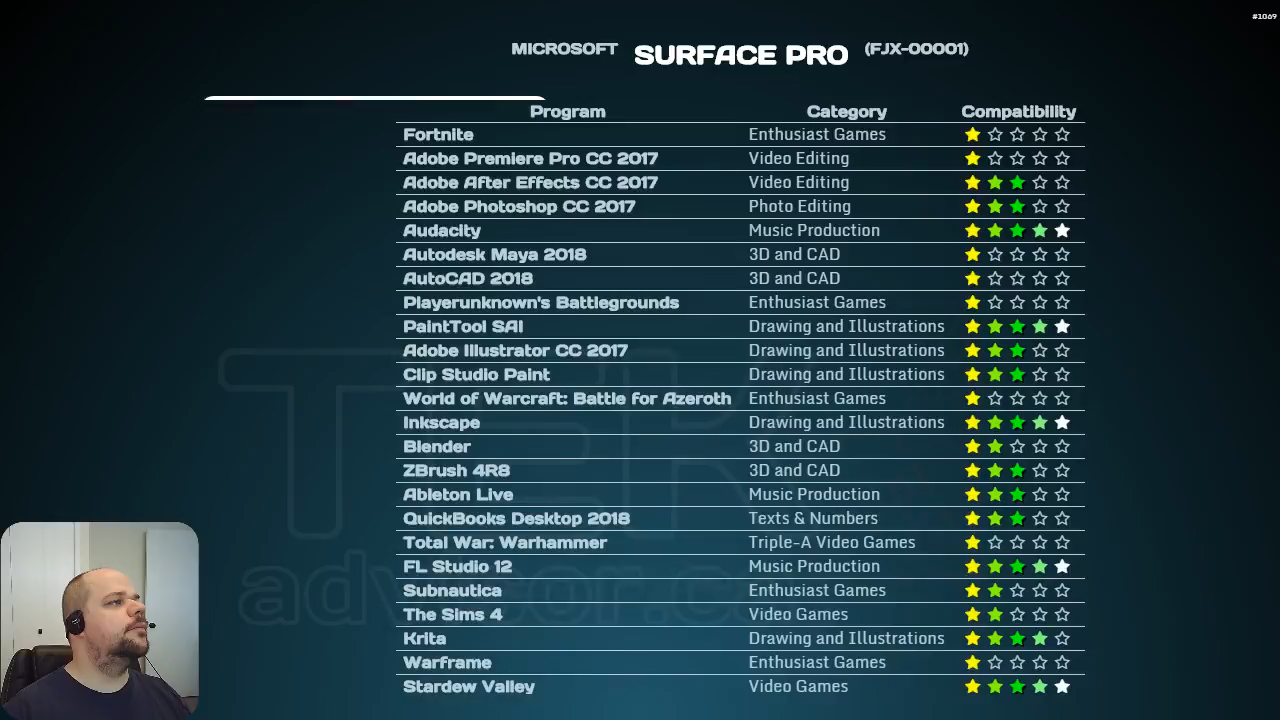 #1069
MICROSOFT SURFACE PRO (FJX-00001)
Program Category Compatibility
Fortnite Enthusiast Games
Adobe Premiere Pro CC 2017 Video Editing
Adobe After Effects CC 2017 Video Editing
Adobe Photoshop CC 2017 Photo Editing
Audacity Music Production
Autodesk Maya 2018 3D and CAD
AutoCAD 2018 3D and CAD
Playerunknown's Battlegrounds Enthusiast Games
PaintTool SAI Drawing and Illustrations
Adobe Illustrator CC 2017 Drawing and Illustrations
Clip Studio Paint Drawing and Illustrations
World of Warcraft: Battle for Azeroth Enthusiast Games
Inkscape Drawing and Illustrations
Blender 3D and CAD
ZBrush 4R8 3D and CAD
Ableton Live Music Production
QuickBooks Desktop 2018 Texts & Numbers
Total War: Warhammer Triple-A Video Games
FL Studio 12 Music Production
Subnautica Enthusiast Games
The Sims 4 Video Games
Krita Drawing and Illustrations
Warframe Enthusiast Games
Stardew Valley Video Games